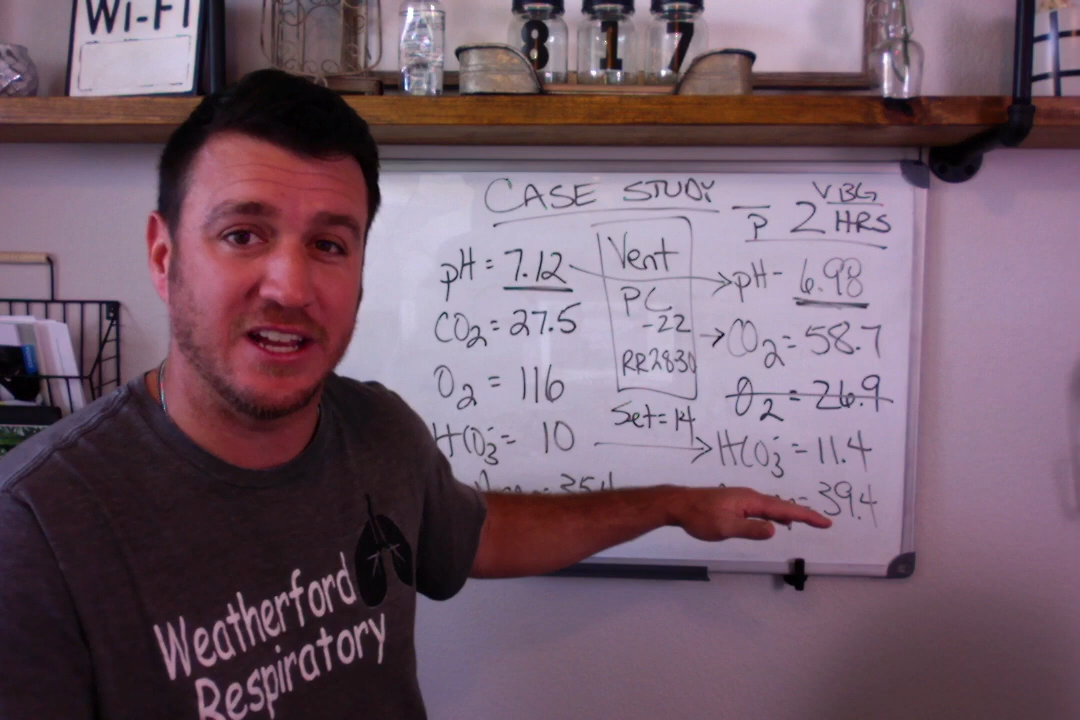 Wi-Fi
8 1 7
CASE STUDY
VBG
p̄ 2 HRS
pH = 7.12
CO2 = 27.5
O2 = 116
HCO3- = 10
= 35.1
Vent
PC
-22
RR 28-30
Set = 14
pH - 6.98
CO2 = 58.7
O2 = 26.9
HCO3- = 11.4
= 39.4
Weatherford
Respiratory